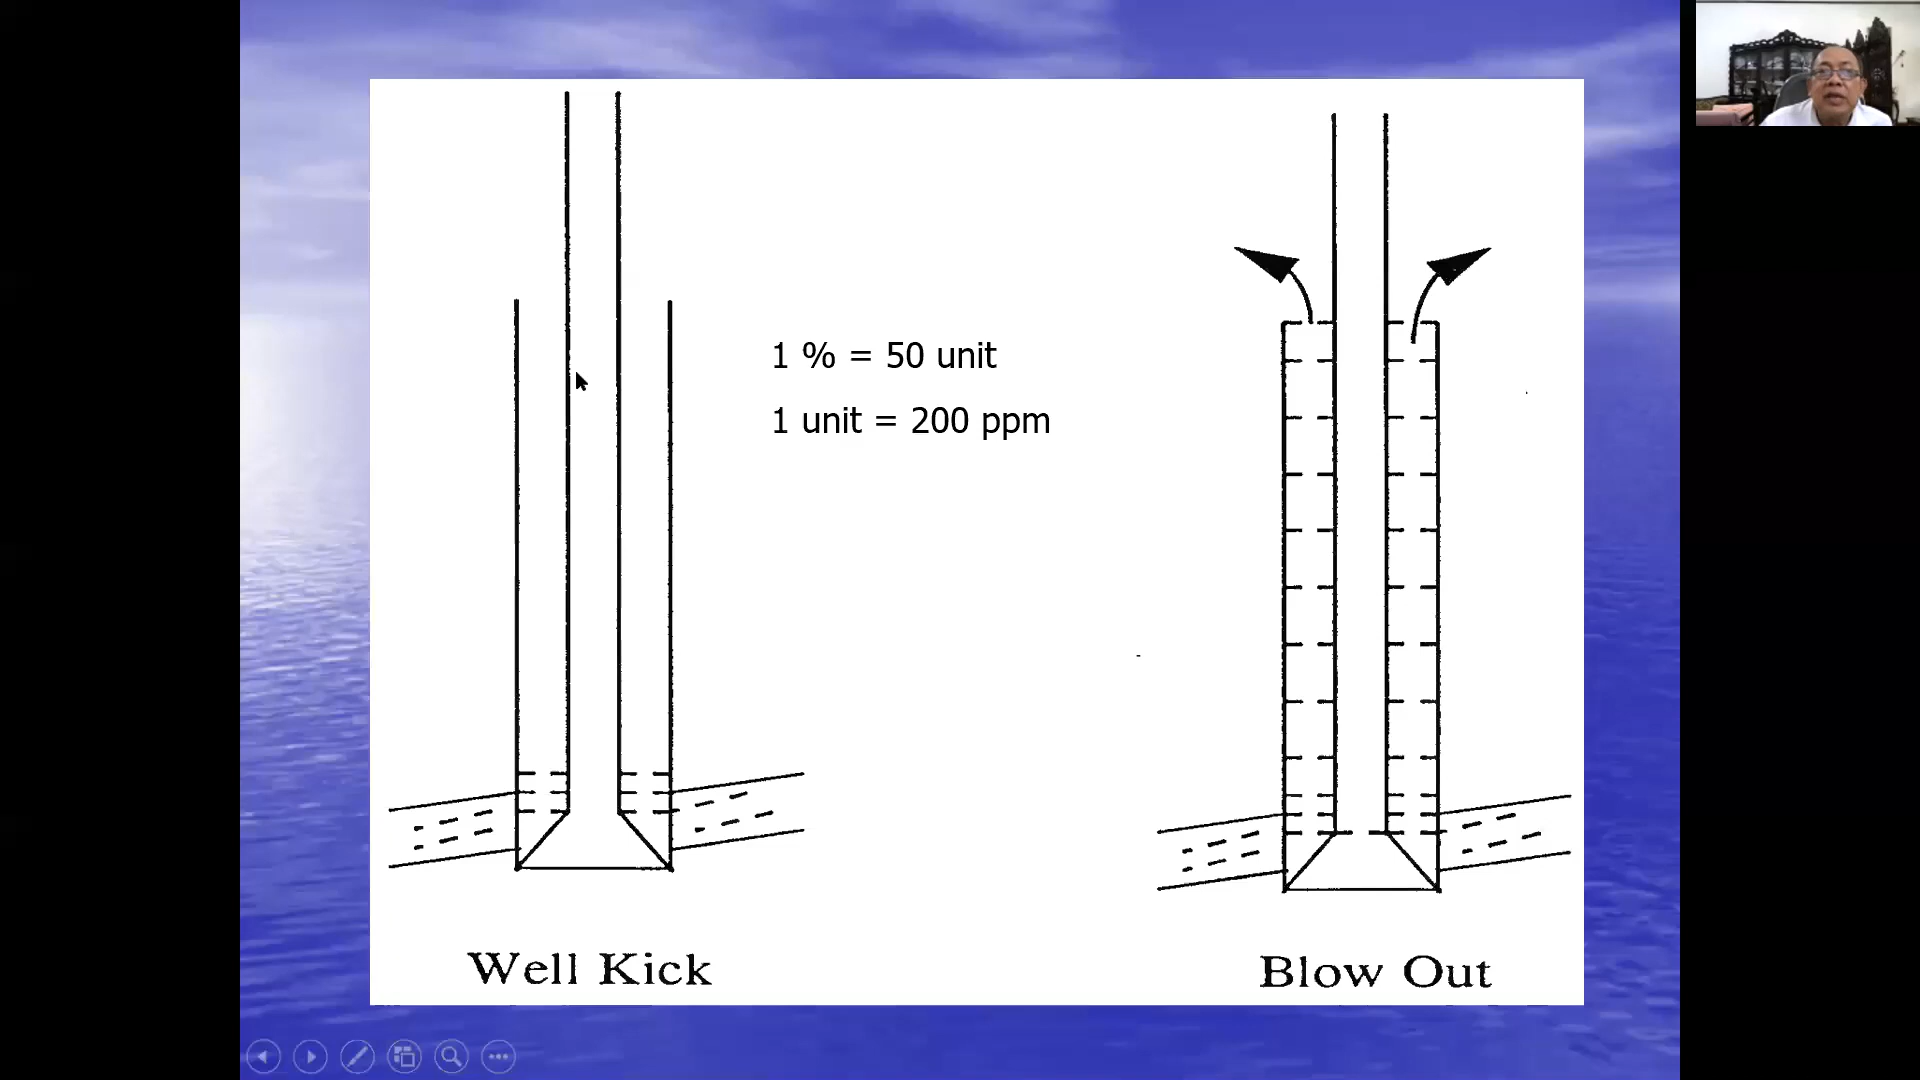 1 % = 50 unit
1 unit = 200 ppm
Well Kick
Blow Out